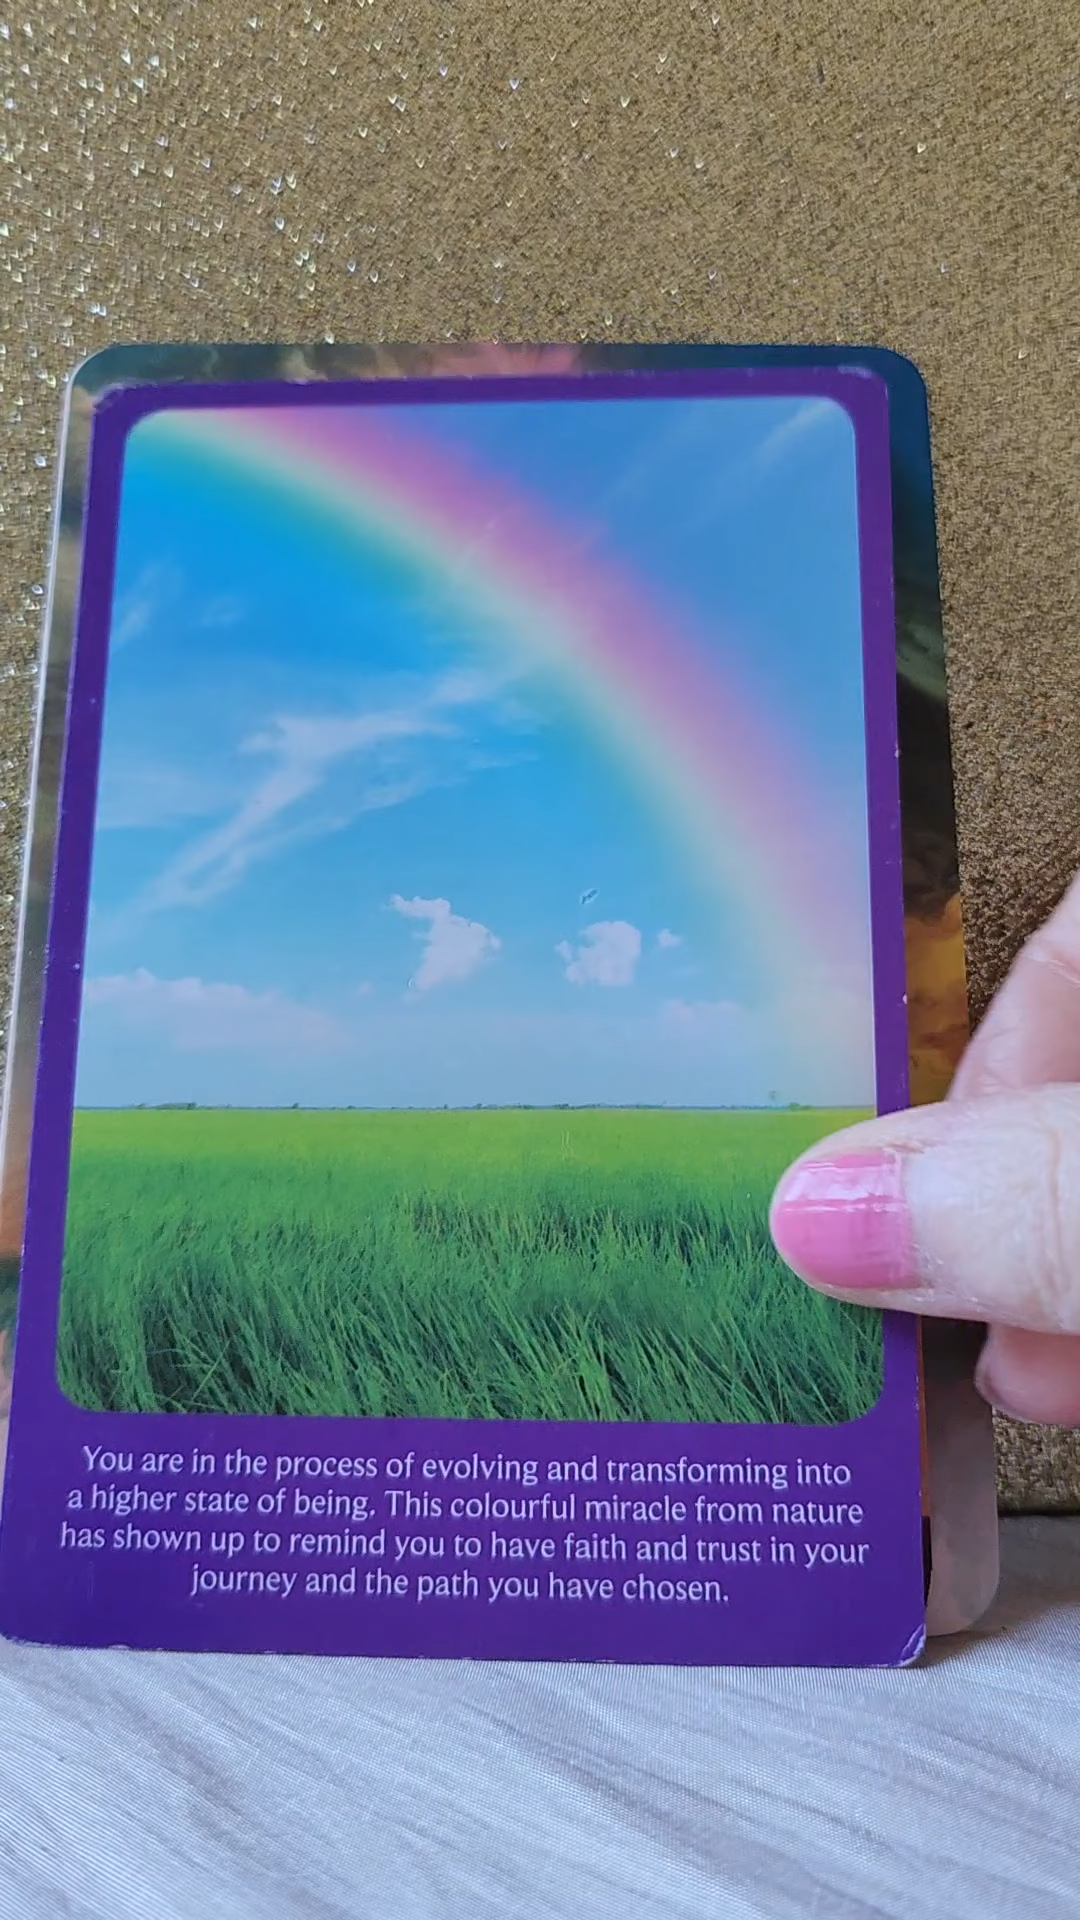 You are in the process of evolving and transforming into
a higher state of being. This colourful miracle from nature
has shown up to remind you to have faith and trust in your
journey and the path you have chosen.